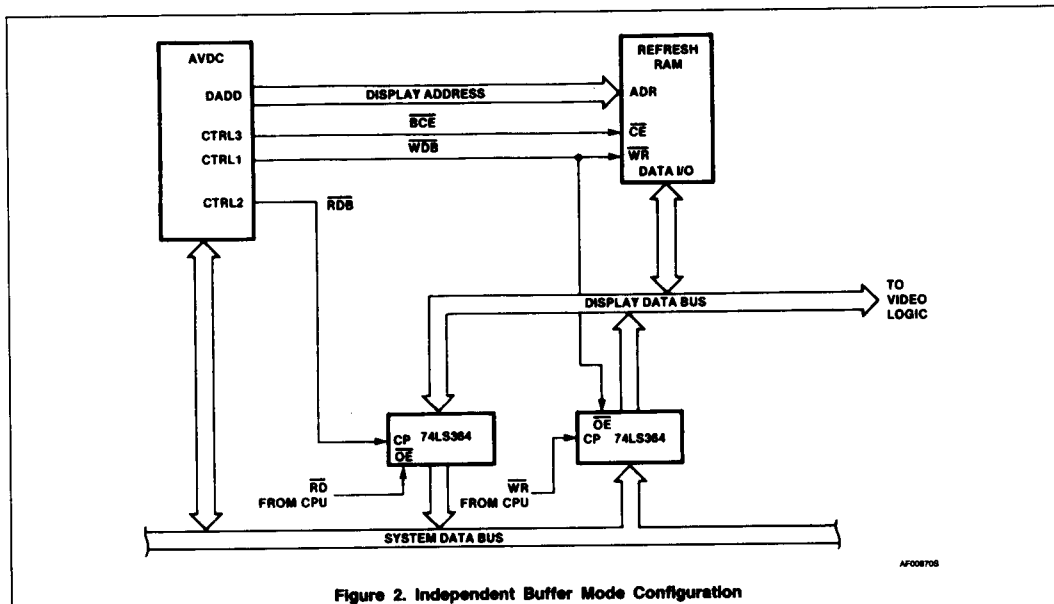 AVDC
DADD
CTRL3
CTRL1
CTRL2
DISPLAY ADDRESS
BCE
WDB
RDB
REFRESH
RAM
ADR
CE
WR
DATA I/O
TO
VIDEO
LOGIC
DISPLAY DATA BUS
CP 74LS364
OE
OE
CP 74LS364
RD
FROM CPU
WR
FROM CPU
SYSTEM DATA BUS
AF00870S
Figure 2. Independent Buffer Mode Configuration